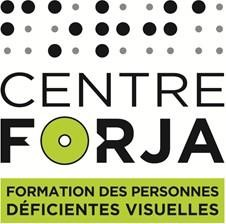 CENTRE
FORJA
FORMATION DES PERSONNES
DÉFICIENTES VISUELLES